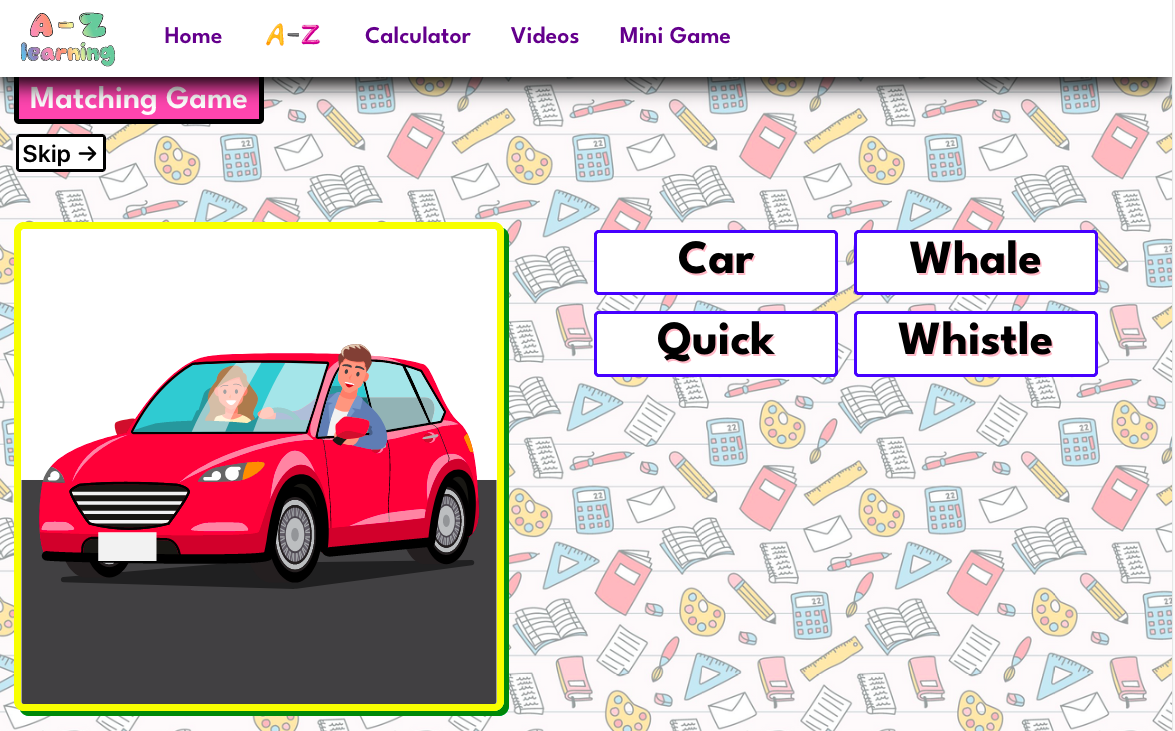 A-Z
learning
Home
A-Z
Calculator
Videos
Mini Game
Matching Game
Skip →
Car
Whale
Quick
Whistle